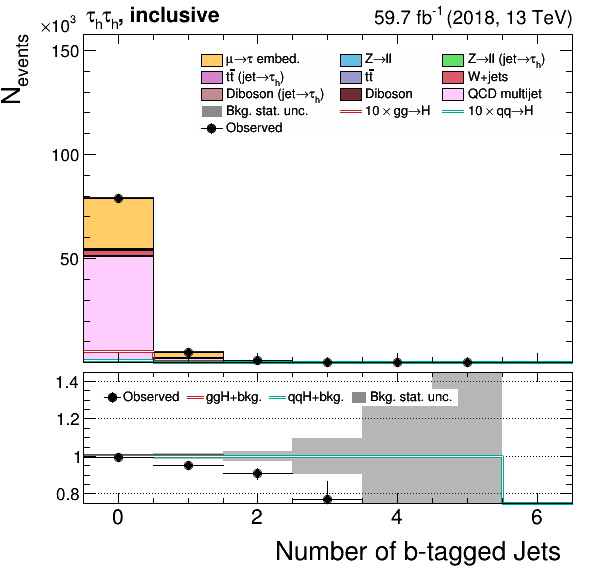 ×10³ τₕτₕ, inclusive 59.7 fb⁻¹ (2018, 13 TeV)
N_events
150
100
50
μ→τ embed. Z→ll Z→ll (jet→τₕ)
tt̄ (jet→τₕ) tt̄ W+jets
Diboson (jet→τₕ) Diboson QCD multijet
Bkg. stat. unc. 10 × gg→H 10 × qq→H
Observed
1.4
1.2
1
0.8
Observed ggH+bkg. qqH+bkg. Bkg. stat. unc.
0 2 4 6
Number of b-tagged Jets